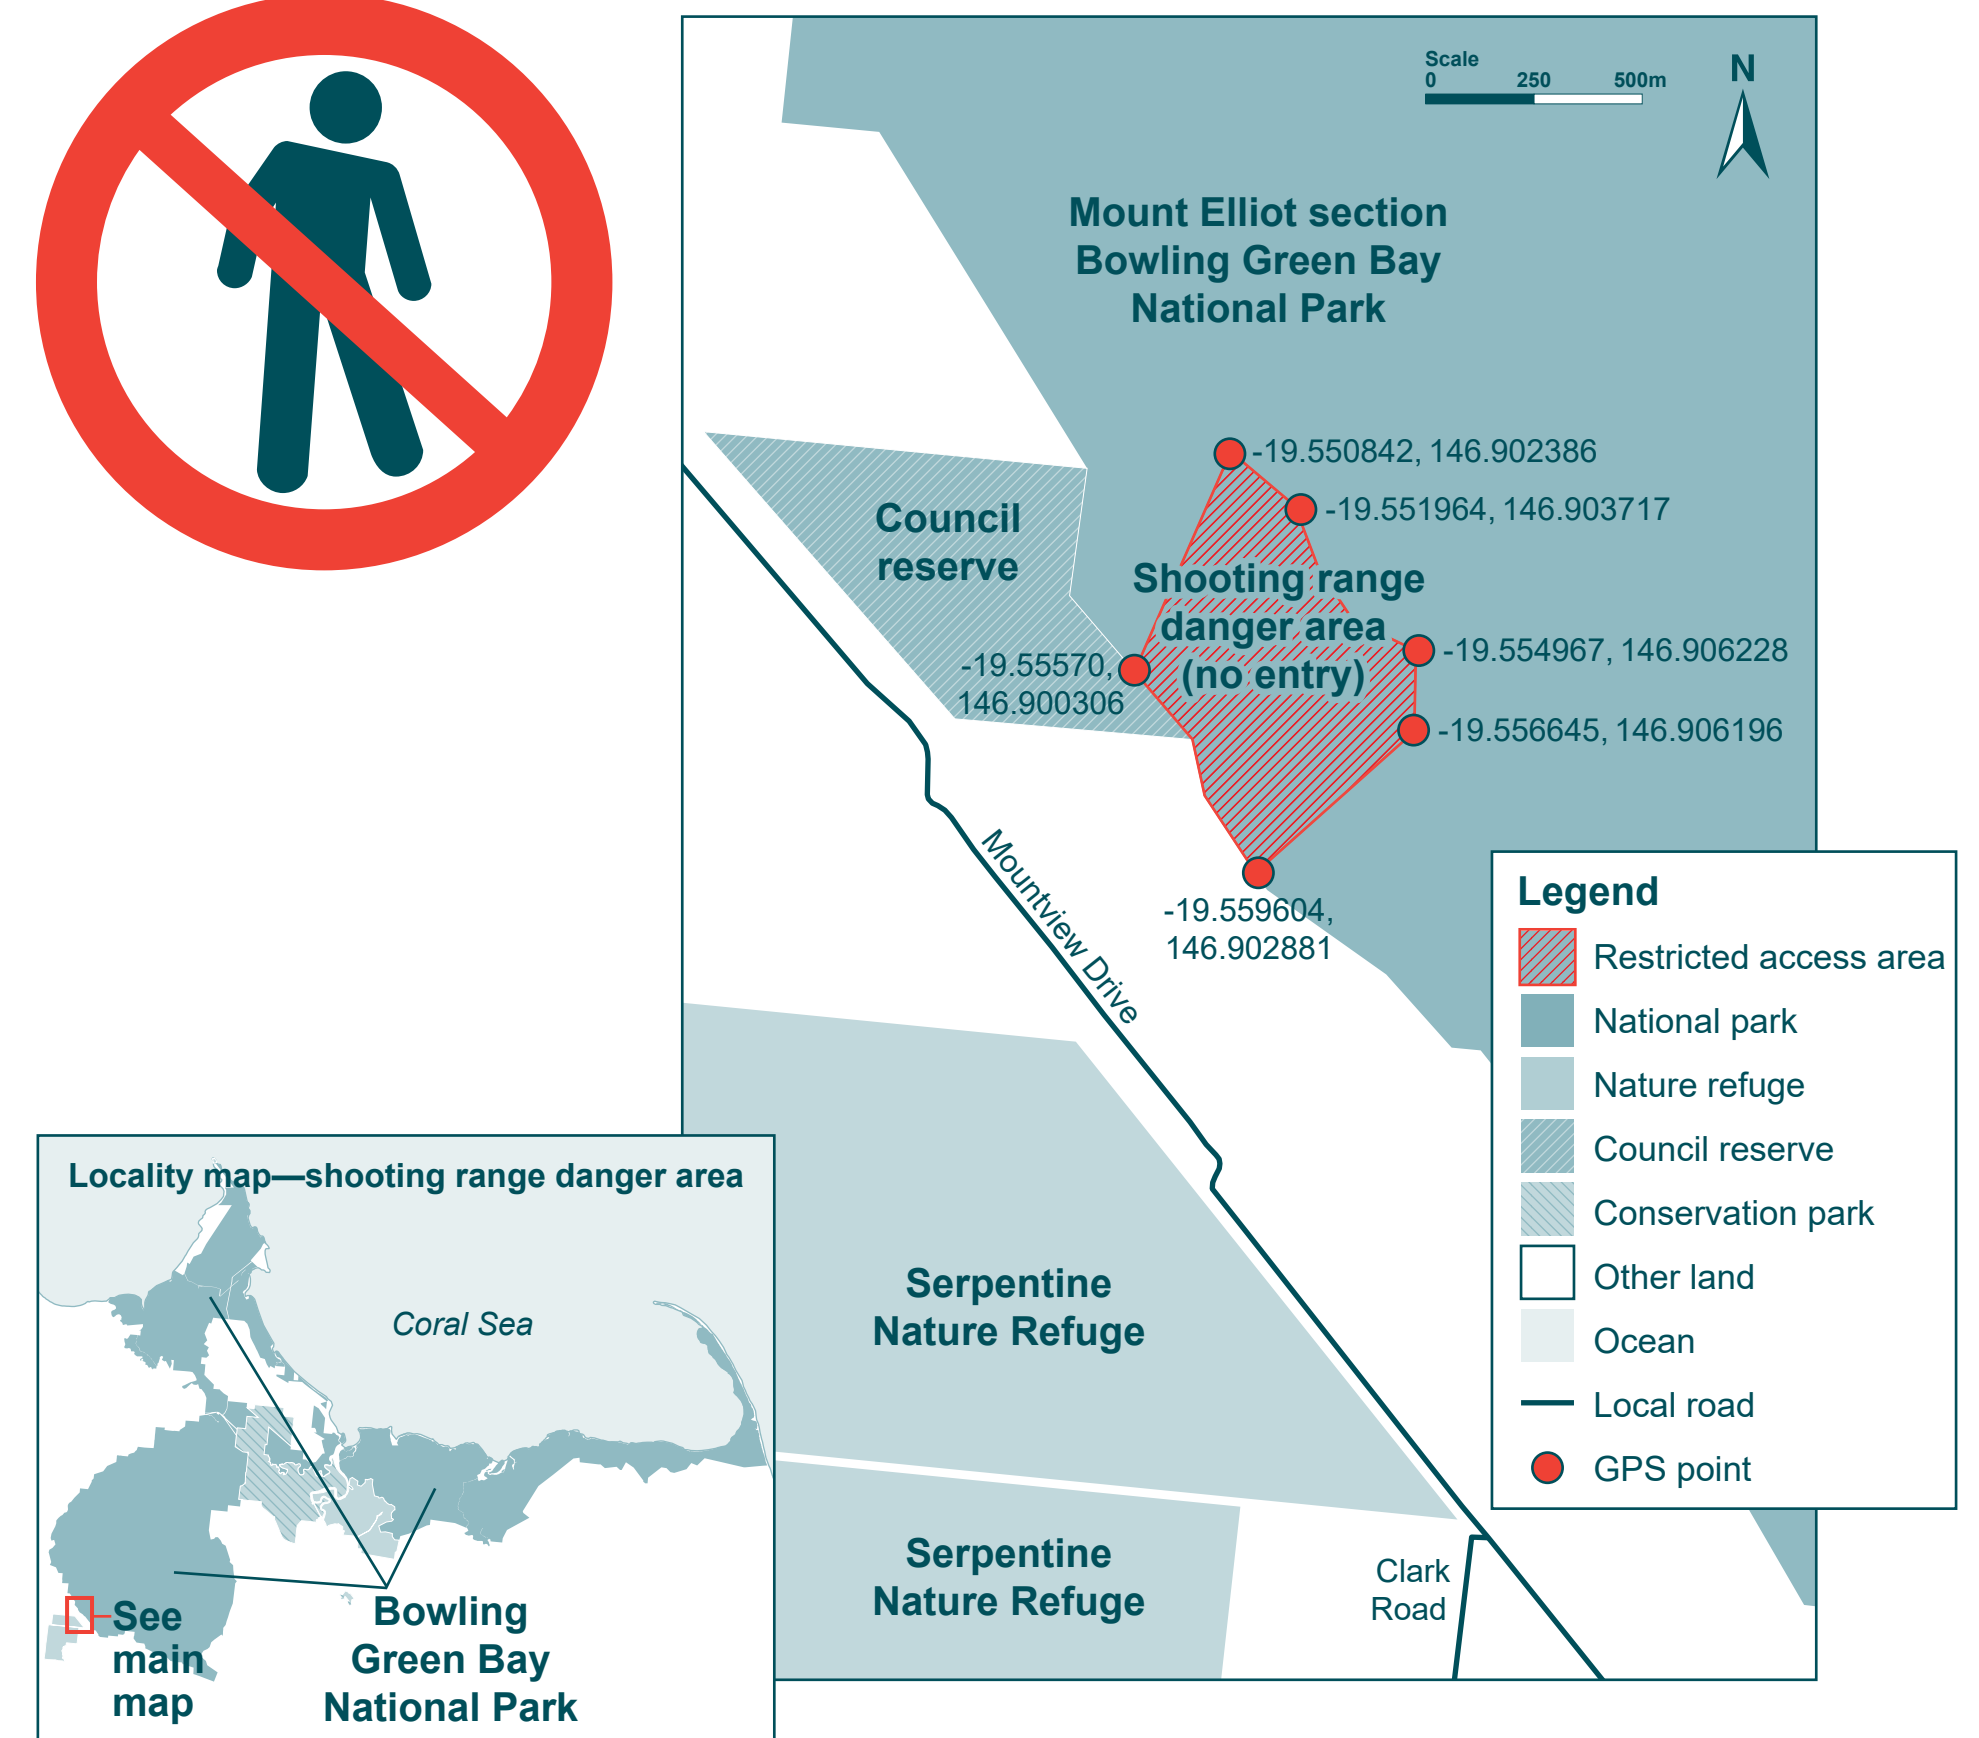 Scale
0 250 500m
N
Mount Elliot section
Bowling Green Bay
National Park
-19.550842, 146.902386
-19.551964, 146.903717
Council
reserve
Shooting range
danger area
(no entry)
-19.554967, 146.906228
-19.55570,
146.900306
-19.556645, 146.906196
-19.559604,
146.902881
Mountview Drive
Serpentine
Nature Refuge
Serpentine
Nature Refuge
Clark
Road
Legend
Restricted access area
National park
Nature refuge
Council reserve
Conservation park
Other land
Ocean
Local road
GPS point
Locality map—shooting range danger area
Coral Sea
See
main
map
Bowling
Green Bay
National Park